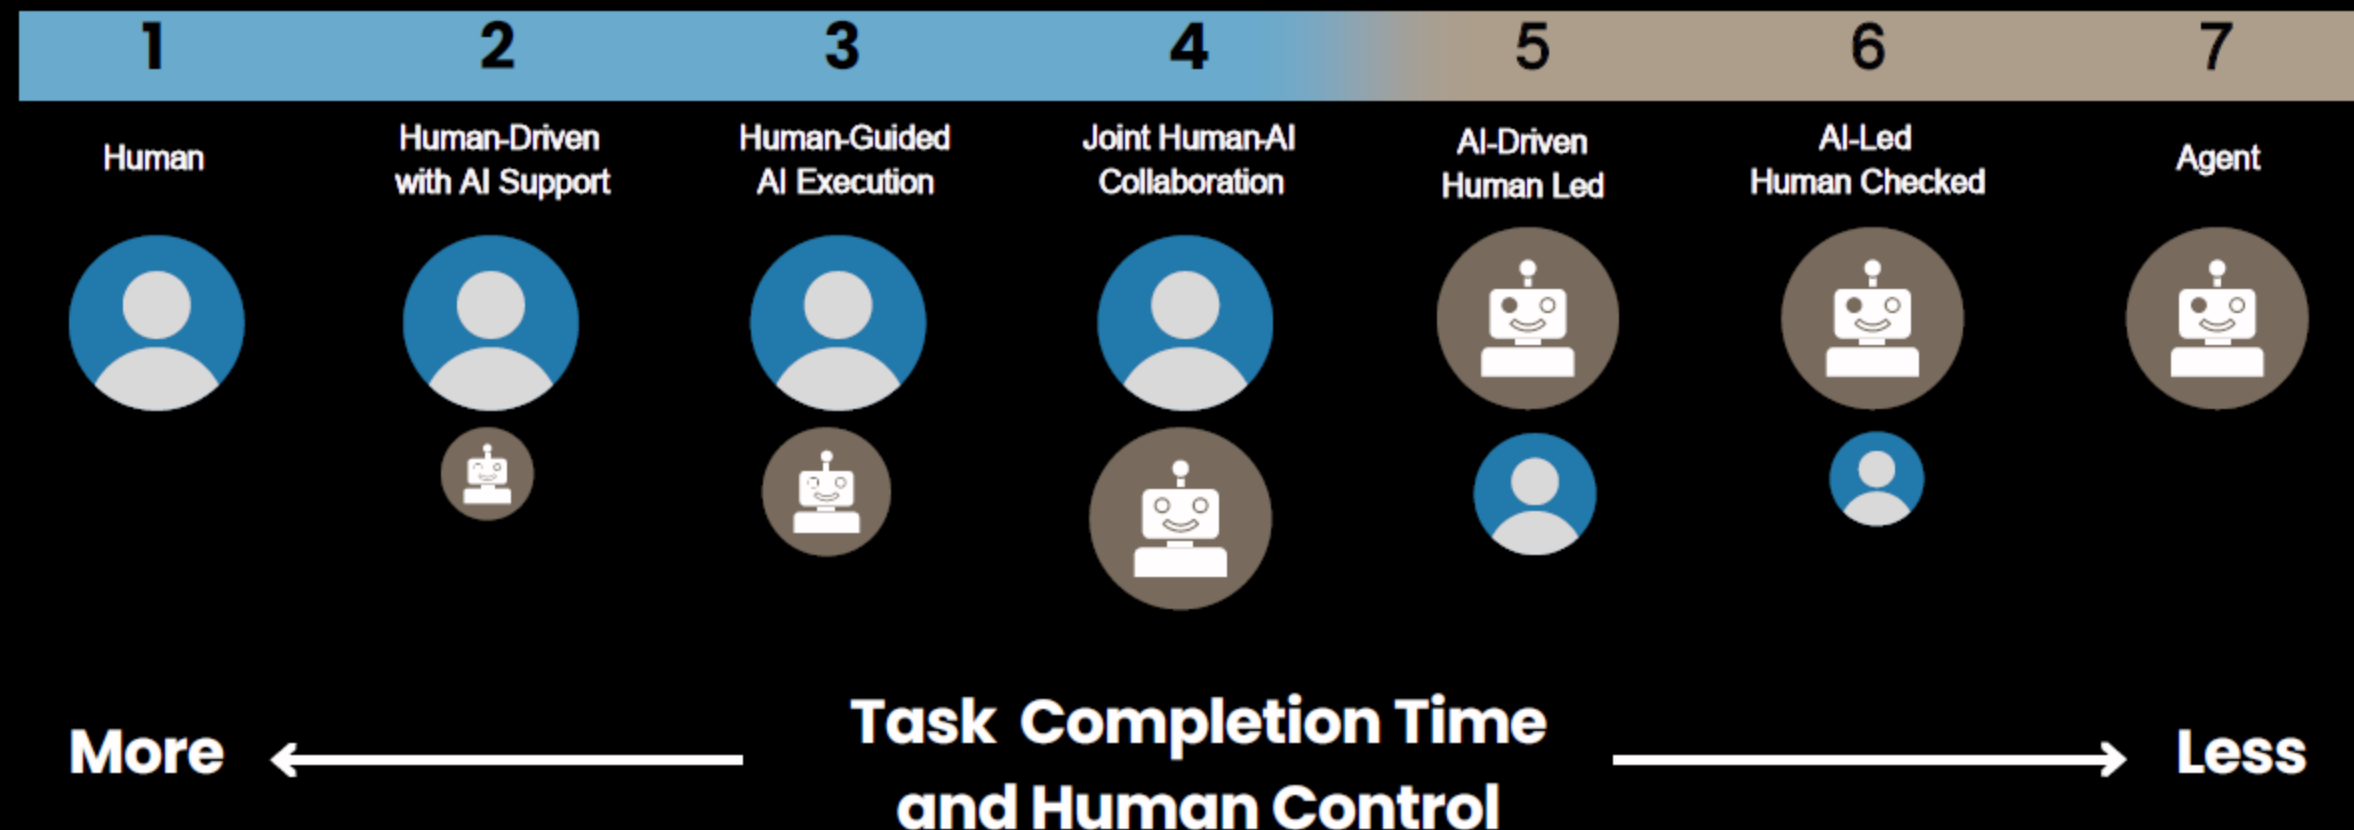 1 2 3 4 5 6 7
Human
Human-Driven
with AI Support
Human-Guided
AI Execution
Joint Human-AI
Collaboration
AI-Driven
Human Led
AI-Led
Human Checked
Agent
More
Task Completion Time
and Human Control
Less